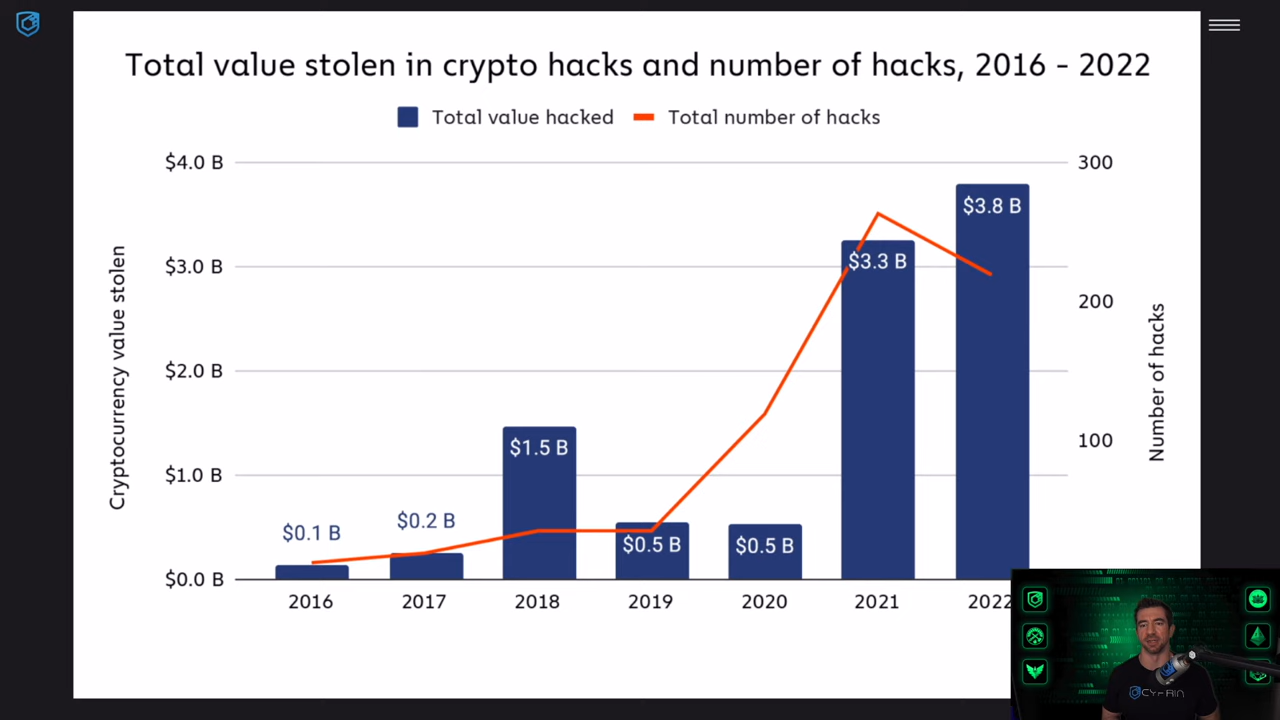 Total value stolen in crypto hacks and number of hacks, 2016 - 2022
Total value hacked
Total number of hacks
Cryptocurrency value stolen
$4.0 B
$3.0 B
$2.0 B
$1.0 B
$0.0 B
$0.1 B
$0.2 B
$1.5 B
$0.5 B
$0.5 B
$3.3 B
$3.8 B
300
200
100
Number of hacks
2016
2017
2018
2019
2020
2021
2022
CYFRIN